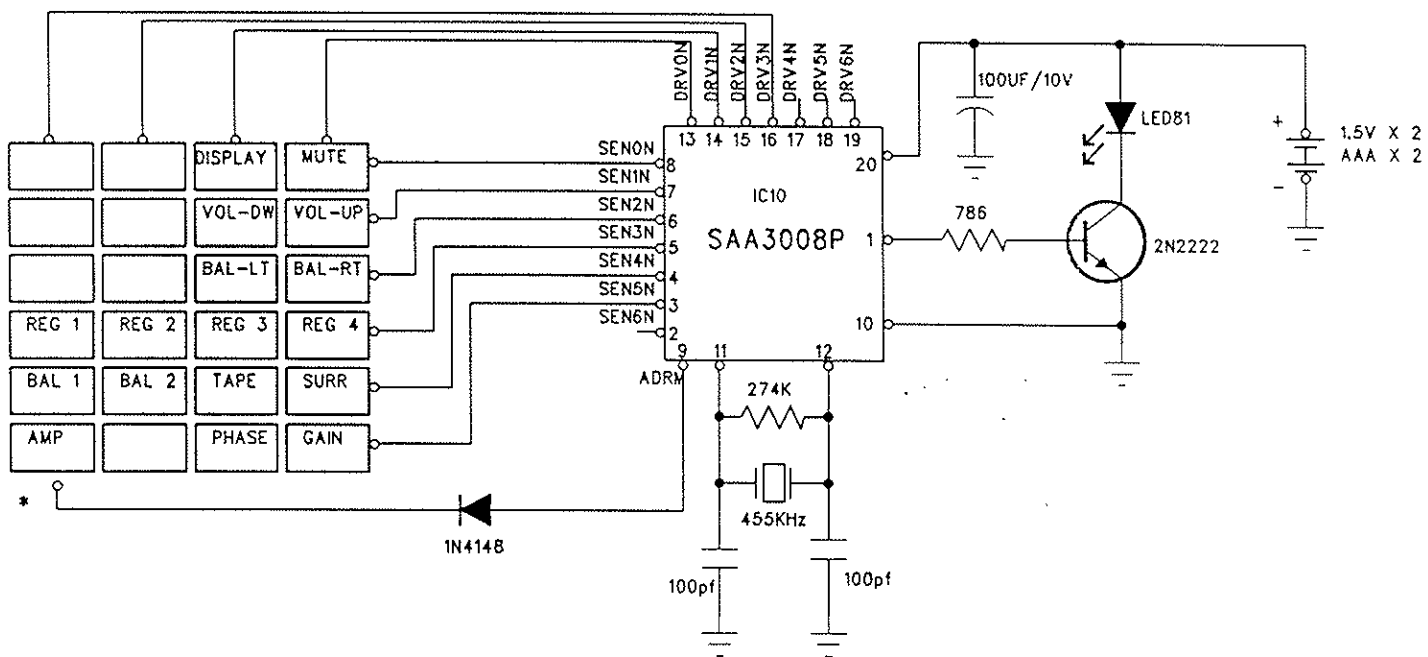 DRV0N
DRV1N
DRV2N
DRV3N
DRV4N
DRV5N
DRV6N
100UF/10V
LED81
+
1.5V X 2
AAA X 2
-
13 14 15 16 17 18 19
DISPLAY MUTE
SEN0N
8
20
SEN1N
7
IC10
VOL-DW VOL-UP
SEN2N
6
SAA3008P
1
786
2N2222
SEN3N
5
BAL-LT BAL-RT
SEN4N
4
SEN5N
3
REG 1 REG 2 REG 3 REG 4
SEN6N
2
10
9 11 12
ADRM
BAL 1 BAL 2 TAPE SURR
274K
AMP PHASE GAIN
*
455KHz
1N4148
100pf
100pf